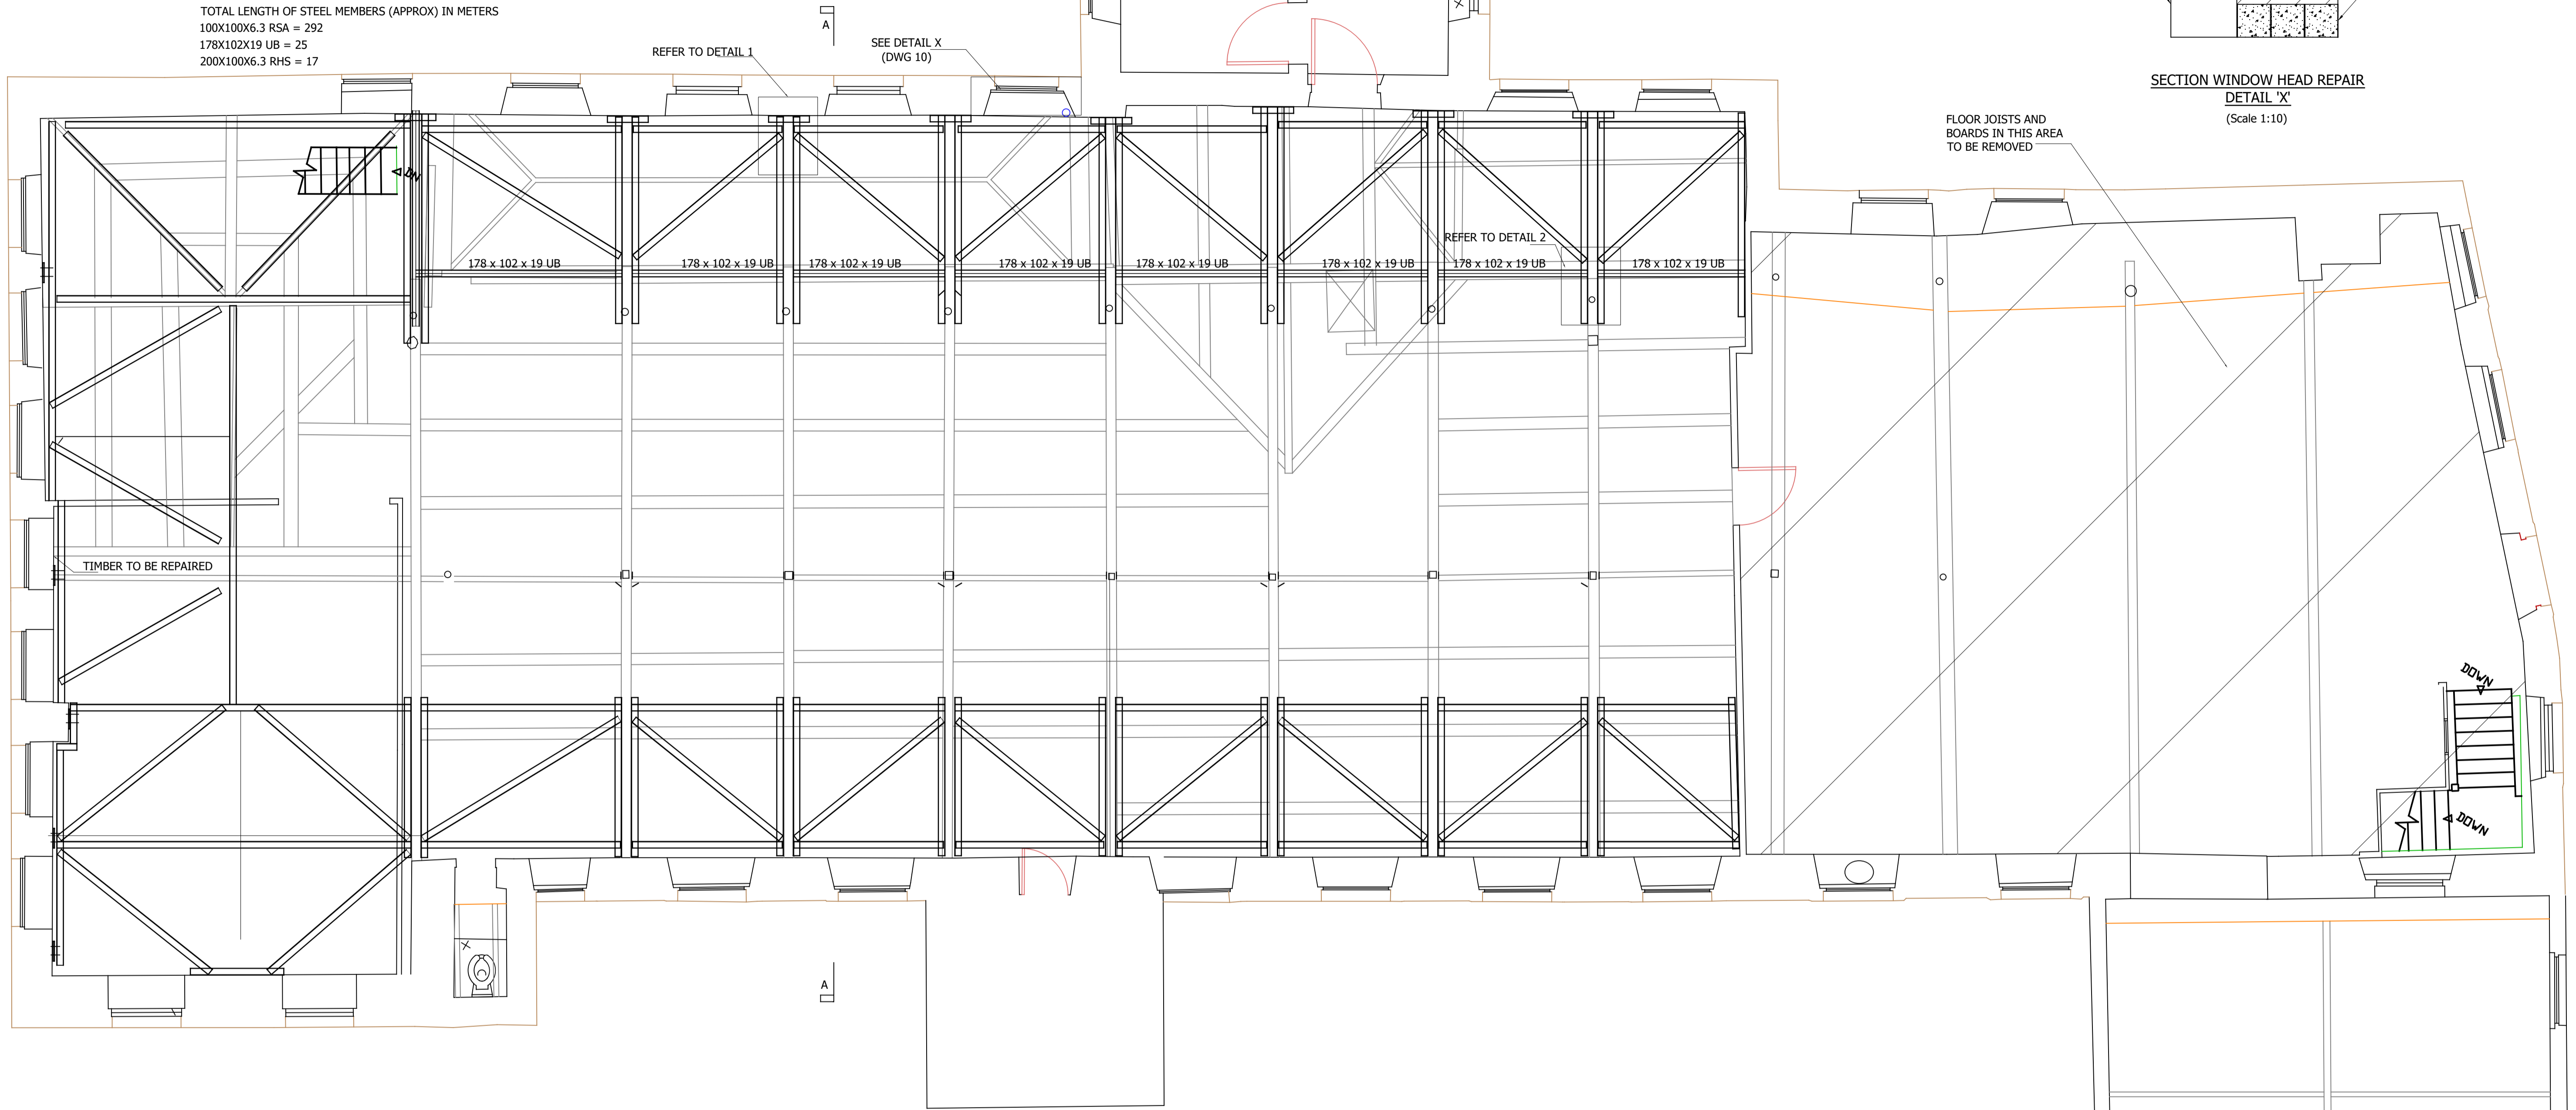 TOTAL LENGTH OF STEEL MEMBERS (APPROX) IN METERS
100X100X6.3 RSA = 292
178X102X19 UB = 25
200X100X6.3 RHS = 17
A
REFER TO DETAIL 1
SEE DETAIL X
(DWG 10)
SECTION WINDOW HEAD REPAIR
DETAIL 'X'
(Scale 1:10)
FLOOR JOISTS AND
BOARDS IN THIS AREA
TO BE REMOVED
DN
REFER TO DETAIL 2
178 x 102 x 19 UB
178 x 102 x 19 UB
178 x 102 x 19 UB
178 x 102 x 19 UB
178 x 102 x 19 UB
178 x 102 x 19 UB
178 x 102 x 19 UB
178 x 102 x 19 UB
TIMBER TO BE REPAIRED
DOWN
DOWN
A